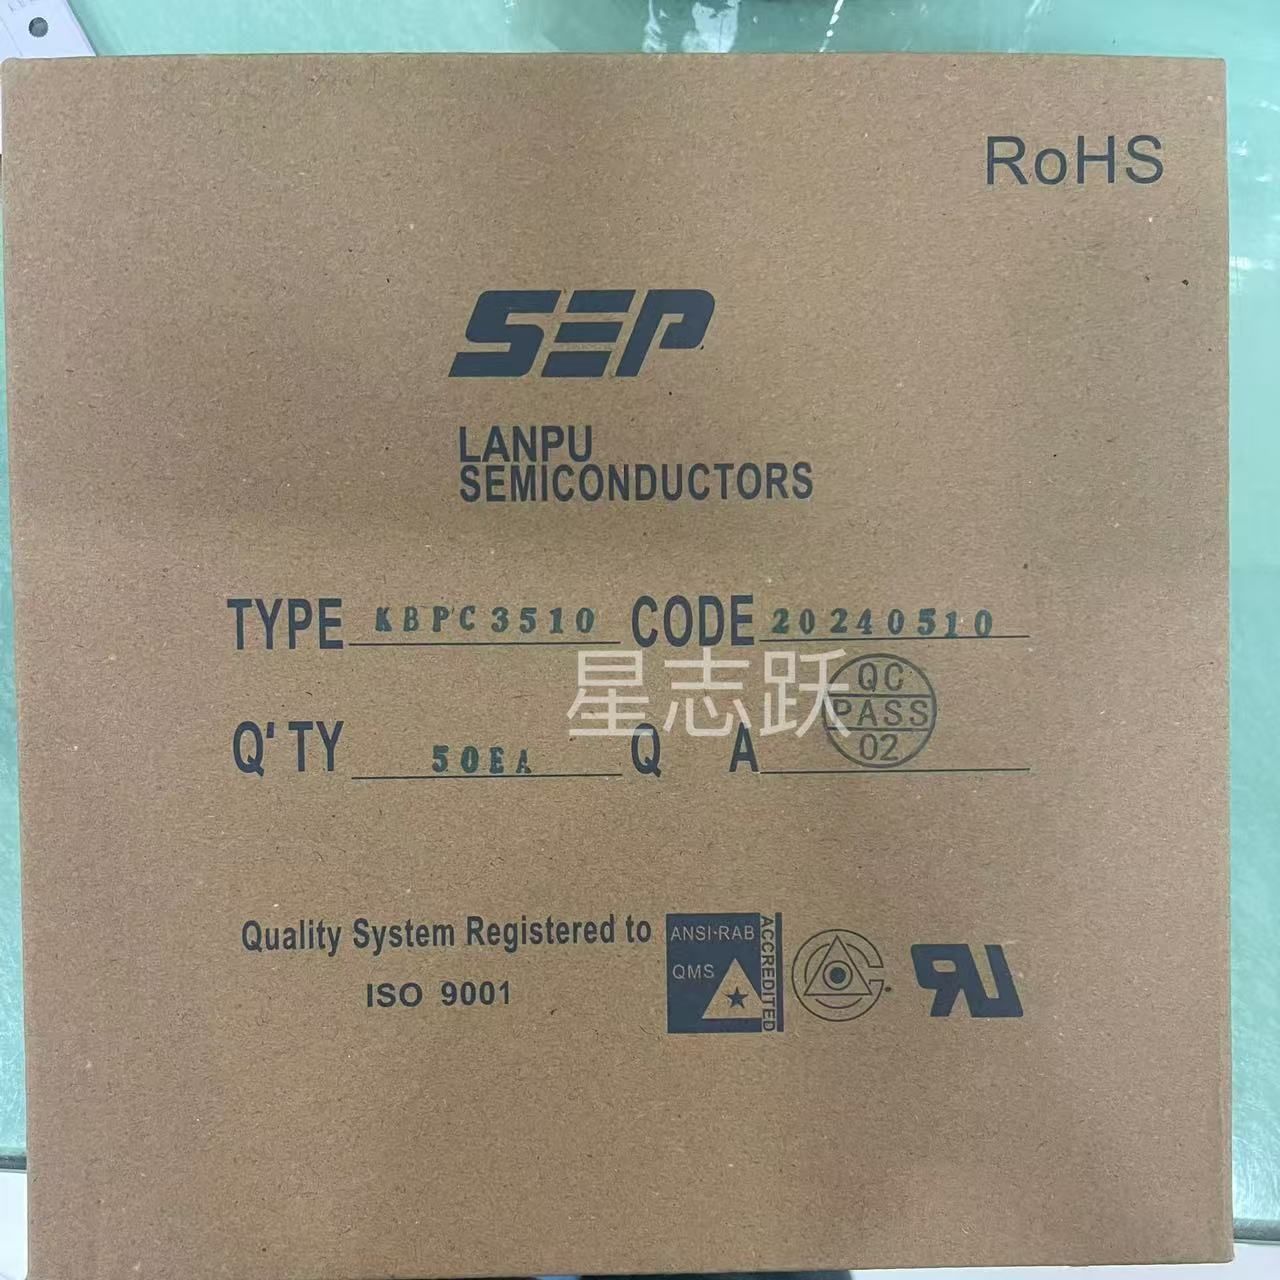 RoHS
SEP
LANPU
SEMICONDUCTORS
TYPE KBPC3510 CODE 20240510
星志跃
Q'TY 50EA Q A
QC
PASS
02
Quality System Registered to
ISO 9001
ANSI-RAB
QMS
ACCREDITED